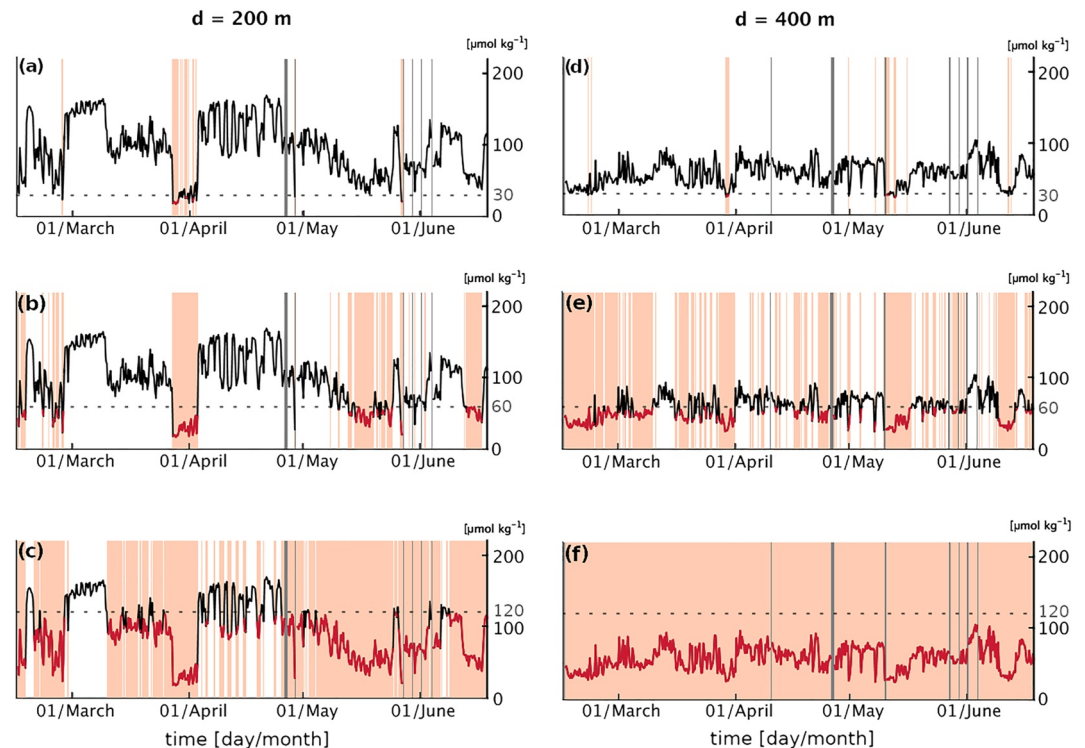 d = 200 m
d = 400 m
[µmol kg⁻¹]
(a)
200
100
30
0
01/March 01/April 01/May 01/June
[µmol kg⁻¹]
(d)
200
100
30
0
01/March 01/April 01/May 01/June
[µmol kg⁻¹]
(b)
200
100
60
0
01/March 01/April 01/May 01/June
[µmol kg⁻¹]
(e)
200
100
60
0
01/March 01/April 01/May 01/June
[µmol kg⁻¹]
(c)
200
120
100
0
01/March 01/April 01/May 01/June
time [day/month]
[µmol kg⁻¹]
(f)
200
120
100
0
01/March 01/April 01/May 01/June
time [day/month]